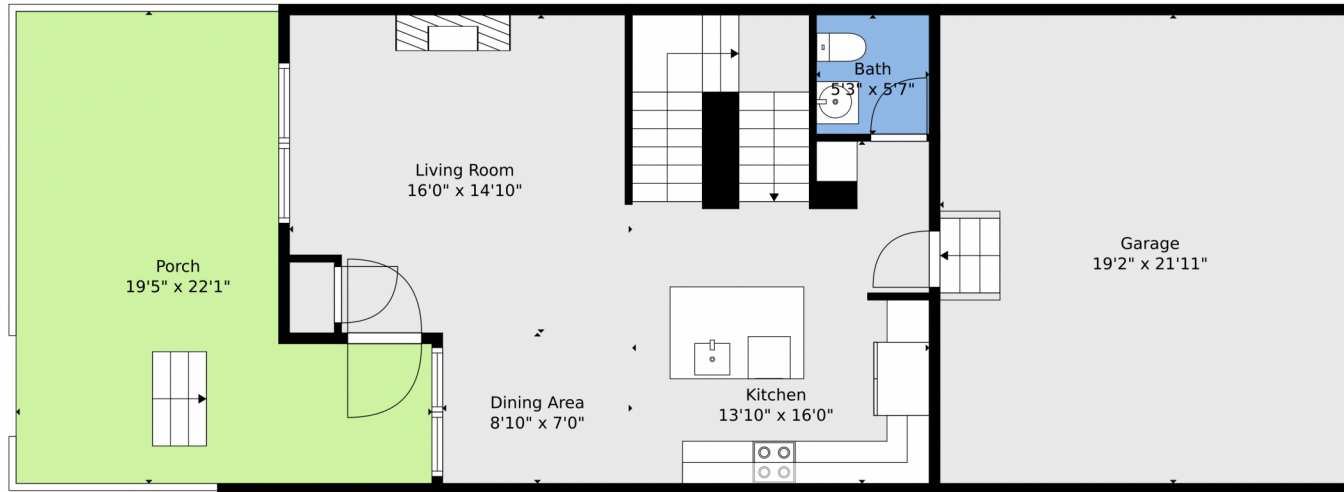 Bath
5'3" x 5'7"
Living Room
16'0" x 14'10"
Garage
19'2" x 21'11"
Porch
19'5" x 22'1"
Dining Area
8'10" x 7'0"
Kitchen
13'10" x 16'0"